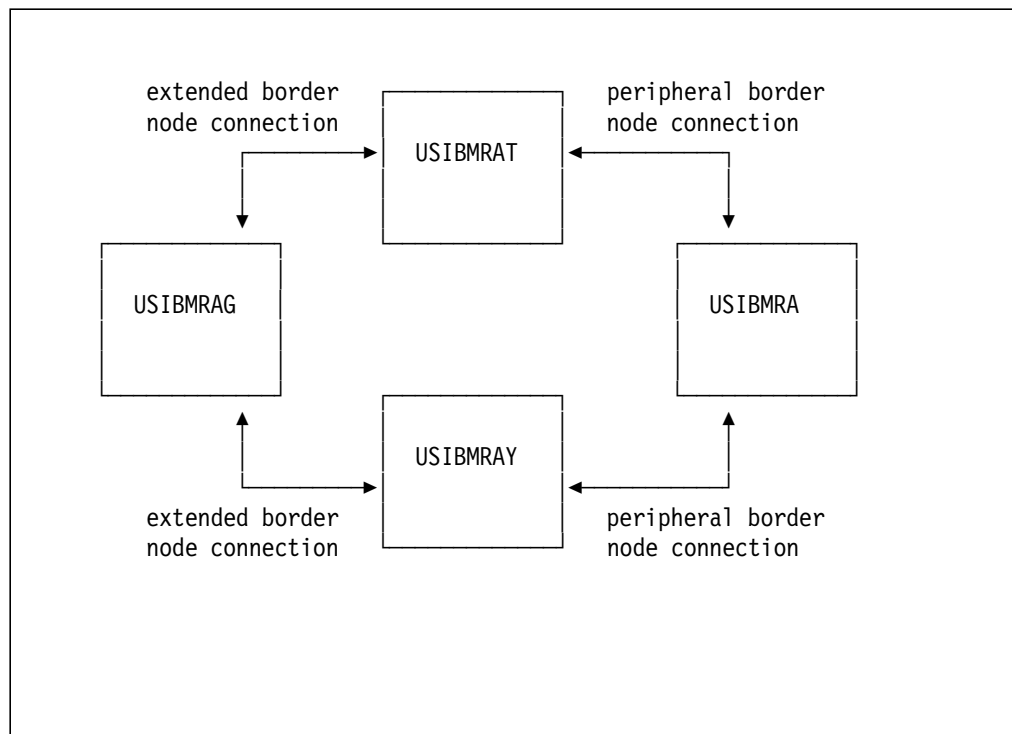 extended border
node connection
peripheral border
node connection
USIBMRAT
USIBMRAG
USIBMRA
USIBMRAY
extended border
node connection
peripheral border
node connection